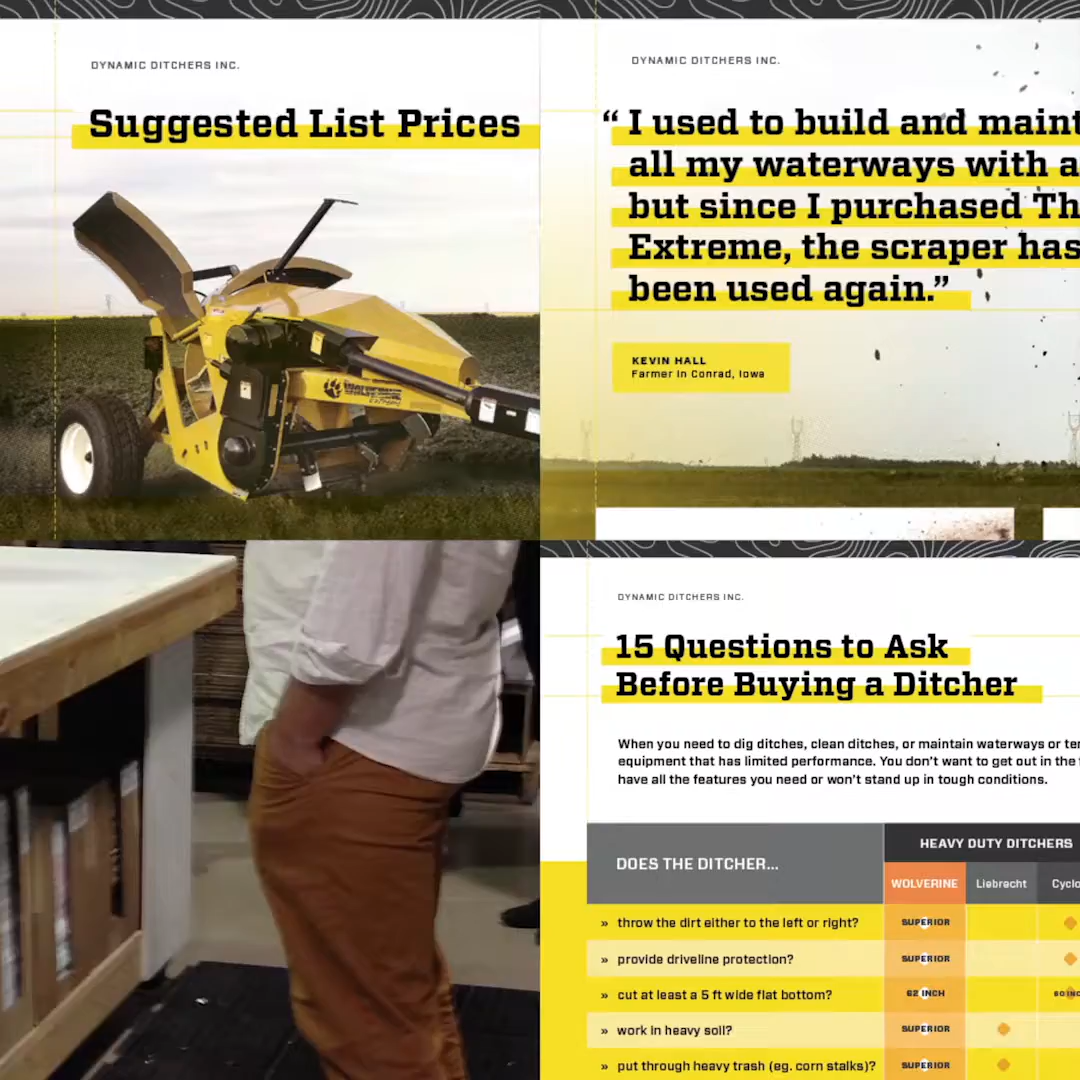 DYNAMIC DITCHERS INC.
Suggested List Prices
WOLVERINE
EXTREME
DYNAMIC DITCHERS INC.
“ I used to build and maint
all my waterways with a
but since I purchased Th
Extreme, the scraper has
been used again.”
KEVIN HALL
Farmer in Conrad, Iowa
DYNAMIC DITCHERS INC.
15 Questions to Ask
Before Buying a Ditcher
When you need to dig ditches, clean ditches, or maintain waterways or ter
equipment that has limited performance. You don’t want to get out in the f
have all the features you need or won’t stand up in tough conditions.
DOES THE DITCHER...
HEAVY DUTY DITCHERS
WOLVERINE Liebrecht Cyclo
» throw the dirt either to the left or right? SUPERIOR
» provide driveline protection? SUPERIOR
» cut at least a 5 ft wide flat bottom? 62 INCH 60 INC
» work in heavy soil? SUPERIOR
» put through heavy trash (eg. corn stalks)? SUPERIOR